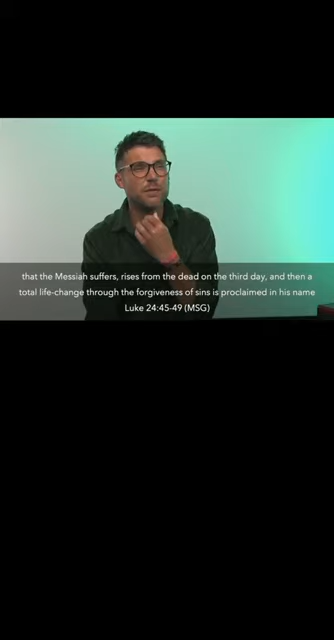 that the Messiah suffers, rises from the dead on the third day, and then a
total life-change through the forgiveness of sins is proclaimed in his name
Luke 24:45-49 (MSG)